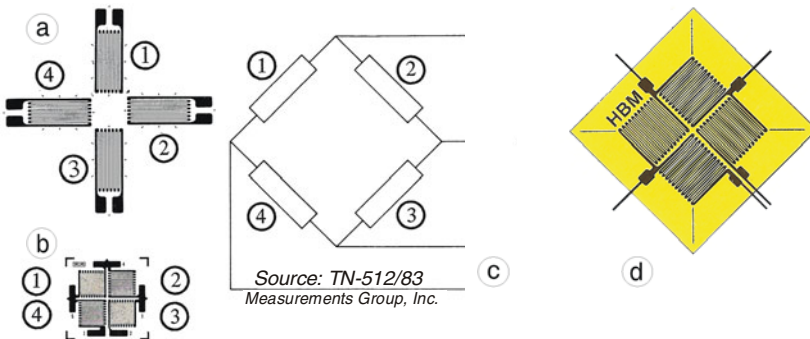 a
①
④
②
③
b
①
②
④
③
①
②
④
③
Source: TN-512/83
Measurements Group, Inc.
c
HBM
d